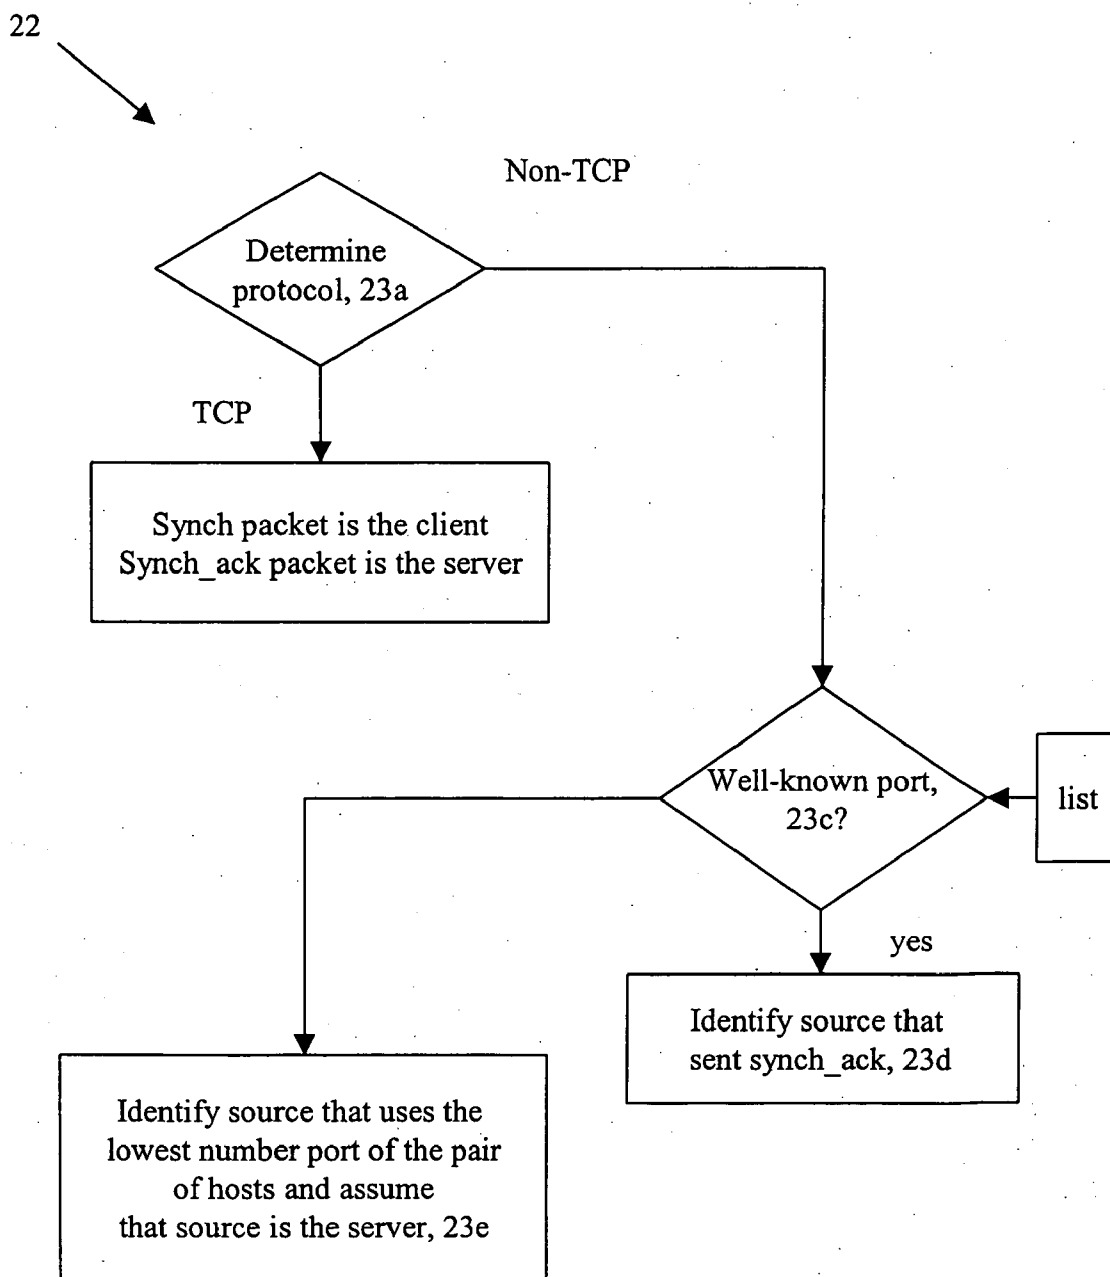 22
Non-TCP
Determine
protocol, 23a
TCP
Synch packet is the client
Synch_ack packet is the server
Well-known port,
23c?
list
yes
Identify source that
sent synch_ack, 23d
Identify source that uses the
lowest number port of the pair
of hosts and assume
that source is the server, 23e